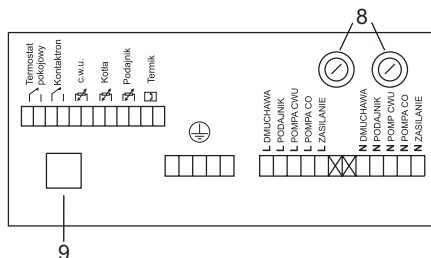 8
Termostat
pokojowy
Kontaktron
c.w.u.
Kotła
Podajnik
Termik
L DMUCHAWA
L PODAJNIK
L POMPA CWU
L POMPA CO
L ZASILANIE
N DMUCHAWA
N PODAJNIK
N POMP CWU
N POMPA CO
N ZASILANIE
9